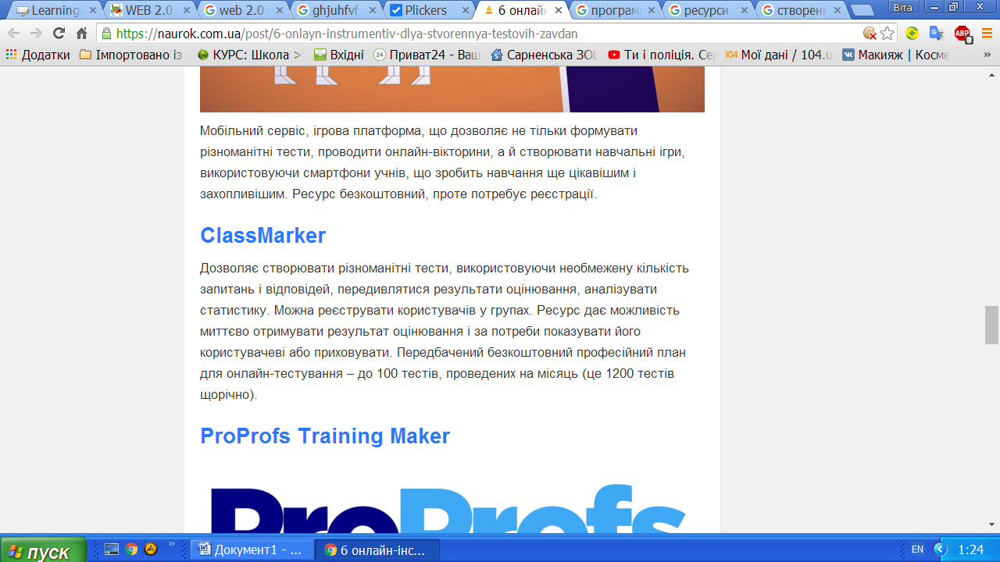 Learning
WEB 2.0
web 2.0
ghjuhfvf
Plickers
6 онлайн
програм
ресурси
створен
Віта
https://naurok.com.ua/post/6-onlayn-instrumentiv-dlya-stvorennya-testovih-zavdan
ABP
8
Додатки
Імпортовано із
КУРС: Школа >
Вхідні
24 Приват24 - Ваш
Сарненська ЗОШ
Ти і поліція. Се
104 Мої дані / 104.u
Макияж | Косме
»
Мобільний сервіс, ігрова платформа, що дозволяє не тільки формувати
різноманітні тести, проводити онлайн-вікторини, а й створювати навчальні ігри,
використовуючи смартфони учнів, що зробить навчання ще цікавішим і
захопливішим. Ресурс безкоштовний, проте потребує реєстрації.
ClassMarker
Дозволяє створювати різноманітні тести, використовуючи необмежену кількість
запитань і відповідей, передивлятися результати оцінювання, аналізувати
статистику. Можна реєструвати користувачів у групах. Ресурс дає можливість
миттєво отримувати результат оцінювання і за потреби показувати його
користувачеві або приховувати. Передбачений безкоштовний професійний план
для онлайн-тестування – до 100 тестів, проведених на місяць (це 1200 тестів
щорічно).
ProProfs Training Maker
ProProfs
пуск
»
Документ1 - ...
6 онлайн-інс...
EN
1:24